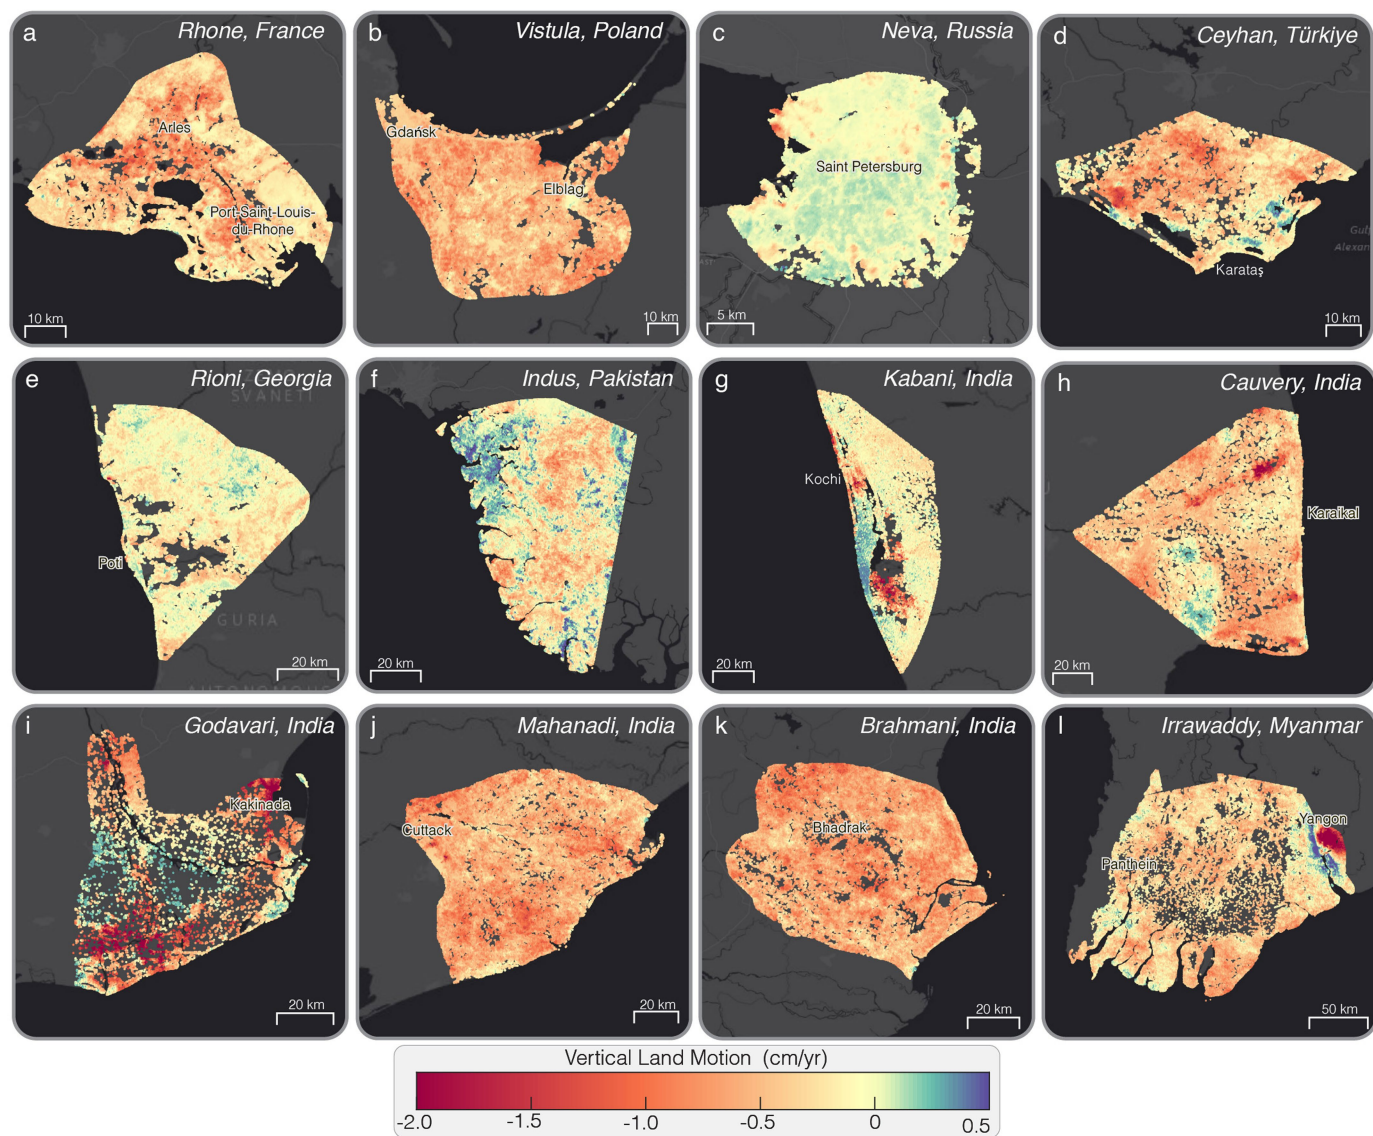 a
Rhone, France
Arles
Port-Saint-Louis-
du-Rhone
10 km
b
Vistula, Poland
Gdańsk
Elblag
10 km
c
Neva, Russia
Saint Petersburg
5 km
d
Ceyhan, Türkiye
Karataş
10 km
e
Rioni, Georgia
SVANETI
Poti
GURIA
20 km
f
Indus, Pakistan
20 km
g
Kabani, India
Kochi
20 km
h
Cauvery, India
Karaikal
20 km
i
Godavari, India
Kakinada
20 km
j
Mahanadi, India
Cuttack
20 km
k
Brahmani, India
Bhadrak
20 km
l
Irrawaddy, Myanmar
Yangon
Panthein
50 km
Vertical Land Motion (cm/yr)
-2.0 -1.5 -1.0 -0.5 0 0.5